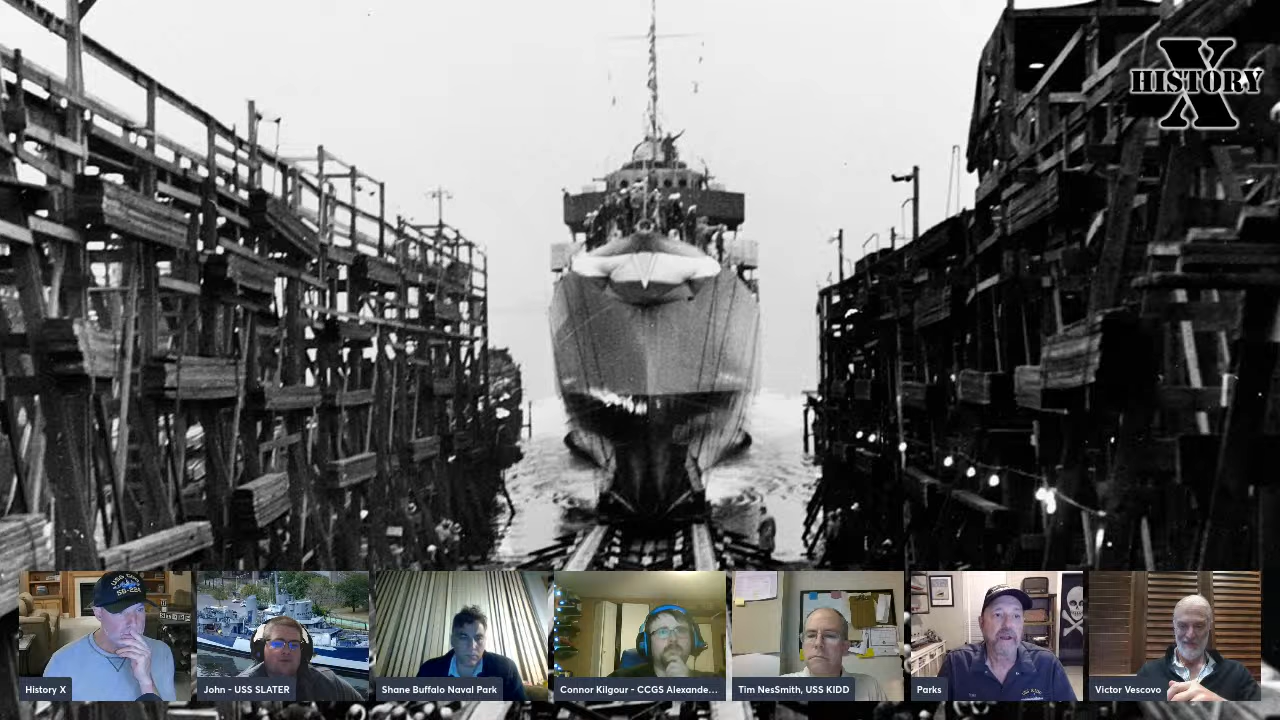 HISTORY
X
History X
John - USS SLATER
Shane Buffalo Naval Park
Connor Kilgour - CCGS Alexande...
Tim NesSmith, USS KIDD
Parks
Victor Vescovo